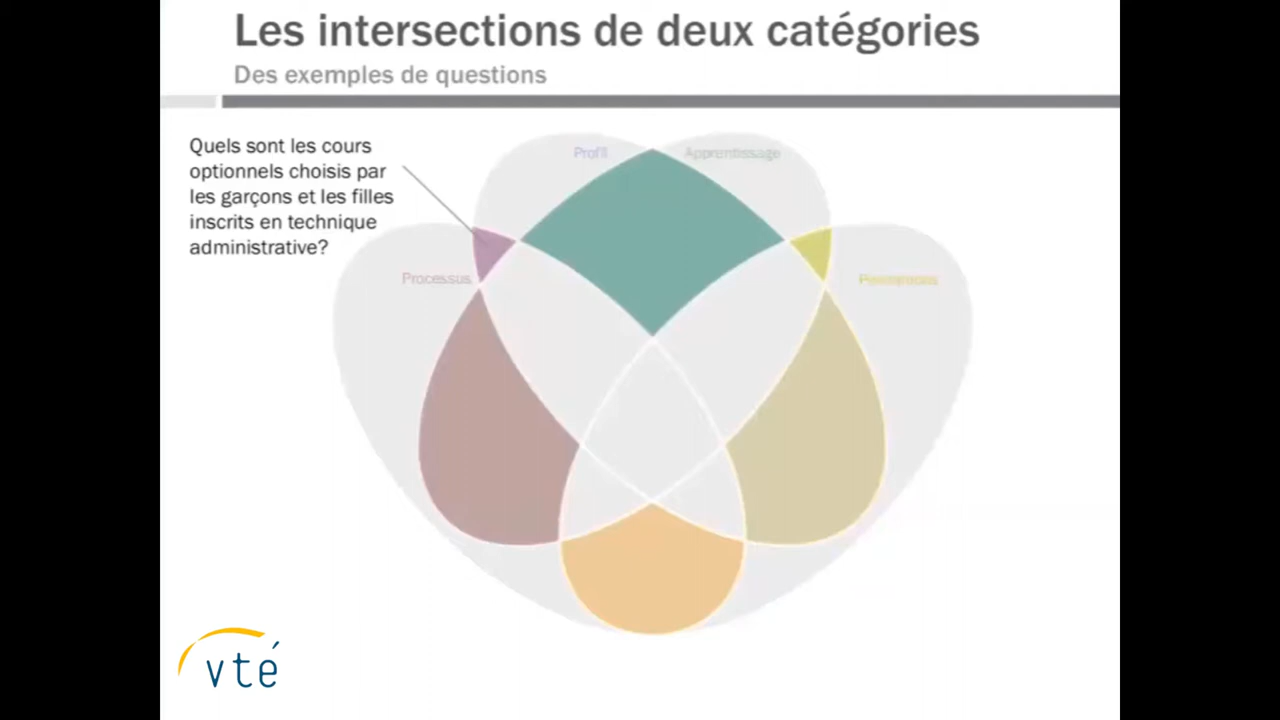 Les intersections de deux catégories
Des exemples de questions
Quels sont les cours
optionnels choisis par
les garçons et les filles
inscrits en technique
administrative?
Profil
Apprentissage
Processus
vté